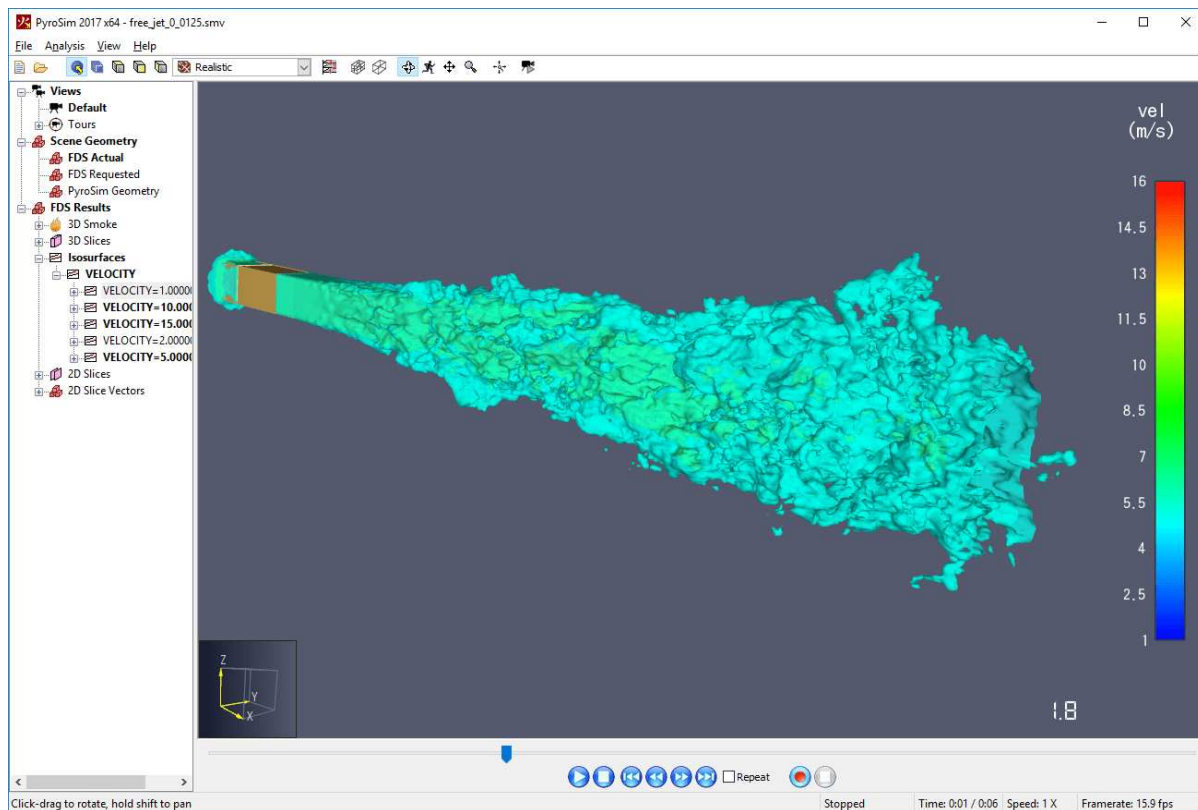 PyroSim 2017 x64 - free_jet_0_0125.smv
File Analysis View Help
Realistic
Views
Default
Tours
Scene Geometry
FDS Actual
FDS Requested
PyroSim Geometry
FDS Results
3D Smoke
3D Slices
Isosurfaces
VELOCITY
VELOCITY=1.0000
VELOCITY=10.000
VELOCITY=15.000
VELOCITY=2.0000
VELOCITY=5.0000
2D Slices
2D Slice Vectors
vel
(m/s)
16
14.5
13
11.5
10
8.5
7
5.5
4
2.5
1
Z
Y
X
1.8
Repeat
Click-drag to rotate, hold shift to pan
Stopped Time: 0:01 / 0:06 Speed: 1 X Framerate: 15.9 fps